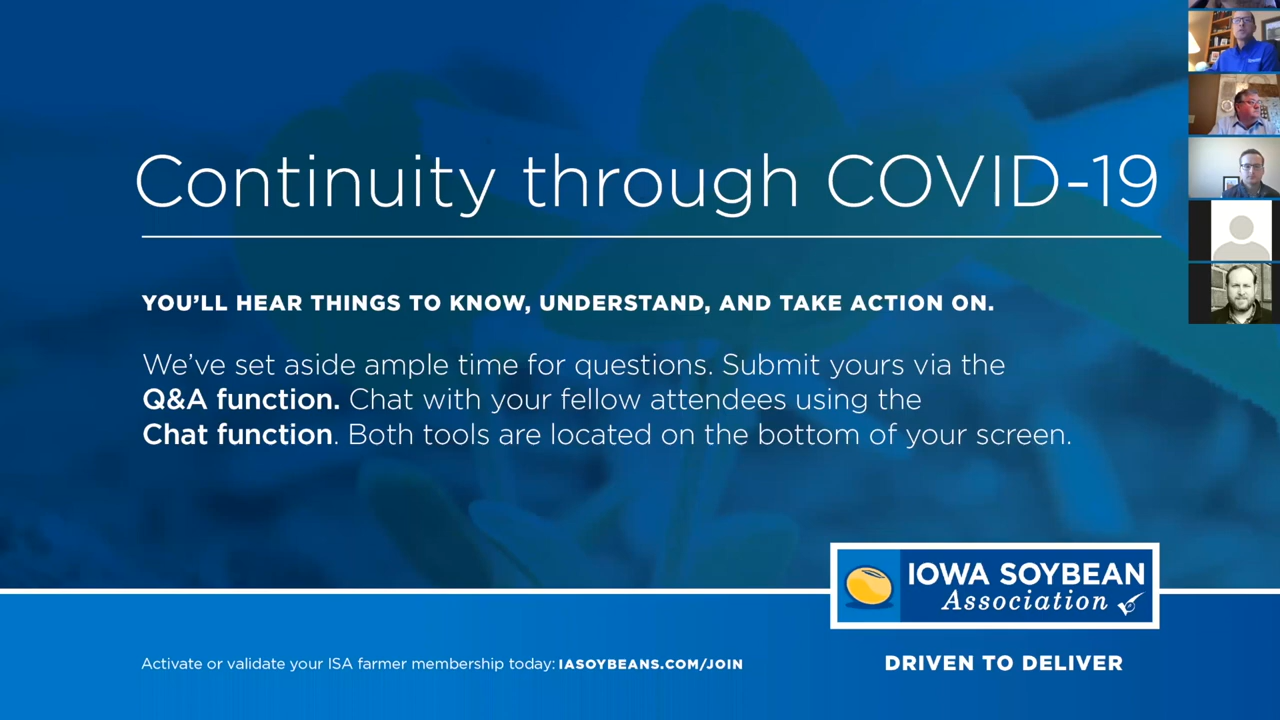 Continuity through COVID-19
YOU'LL HEAR THINGS TO KNOW, UNDERSTAND, AND TAKE ACTION ON.
We've set aside ample time for questions. Submit yours via the
Q&A function. Chat with your fellow attendees using the
Chat function. Both tools are located on the bottom of your screen.
IOWA SOYBEAN
Association
Activate or validate your ISA farmer membership today: IASOYBEANS.COM/JOIN
DRIVEN TO DELIVER